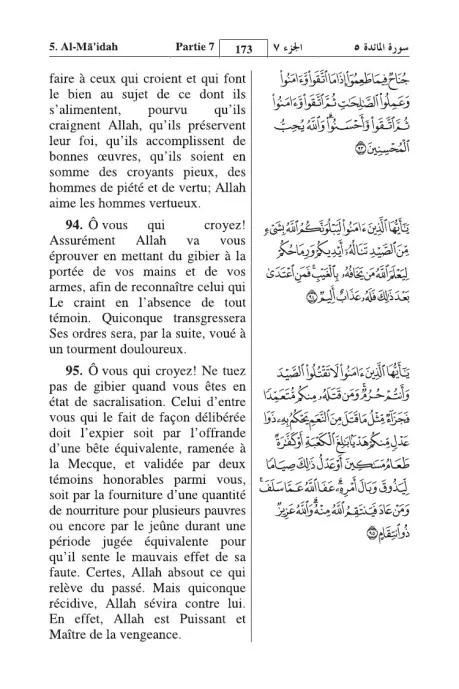 5. Al-Mā'idah Partie 7 173 الجزء ٧ سورة المائدة ٥
faire à ceux qui croient et qui font
le bien au sujet de ce dont ils
s'alimentent, pourvu qu'ils
craignent Allah, qu'ils préservent
leur foi, qu'ils accomplissent de
bonnes œuvres, qu'ils soient en
somme des croyants pieux, des
hommes de piété et de vertu; Allah
aime les hommes vertueux.
94. Ô vous qui croyez!
Assurément Allah va vous
éprouver en mettant du gibier à la
portée de vos mains et de vos
armes, afin de reconnaître celui qui
Le craint en l'absence de tout
témoin. Quiconque transgressera
Ses ordres sera, par la suite, voué à
un tourment douloureux.
95. Ô vous qui croyez! Ne tuez
pas de gibier quand vous êtes en
état de sacralisation. Celui d'entre
vous qui le fait de façon délibérée
doit l'expier soit par l'offrande
d'une bête équivalente, ramenée à
la Mecque, et validée par deux
témoins honorables parmi vous,
soit par la fourniture d'une quantité
de nourriture pour plusieurs pauvres
ou encore par le jeûne durant une
période jugée équivalente pour
qu'il sente le mauvais effet de sa
faute. Certes, Allah absout ce qui
relève du passé. Mais quiconque
récidive, Allah sévira contre lui.
En effet, Allah est Puissant et
Maître de la vengeance.
جُنَاحٌ فِيمَا طَعِمُوٓا۟ إِذَا مَا ٱتَّقَوا۟ وَّءَامَنُوا۟
وَعَمِلُوا۟ ٱلصَّـٰلِحَـٰتِ ثُمَّ ٱتَّقَوا۟ وَّءَامَنُوا۟
ثُمَّ ٱتَّقَوا۟ وَّأَحْسَنُوا۟ ۗ وَٱللَّهُ يُحِبُّ
ٱلْمُحْسِنِينَ ٩٣
يَـٰٓأَيُّهَا ٱلَّذِينَ ءَامَنُوا۟ لَيَبْلُوَنَّكُمُ ٱللَّهُ بِشَىْءٍ
مِّنَ ٱلصَّيْدِ تَنَالُهُۥٓ أَيْدِيكُمْ وَرِمَاحُكُمْ
لِيَعْلَمَ ٱللَّهُ مَن يَخَافُهُۥ بِٱلْغَيْبِ ۚ فَمَنِ ٱعْتَدَىٰ
بَعْدَ ذَٰلِكَ فَلَهُۥ عَذَابٌ أَلِيمٌ ٩٤
يَـٰٓأَيُّهَا ٱلَّذِينَ ءَامَنُوا۟ لَا تَقْتُلُوا۟ ٱلصَّيْدَ
وَأَنتُمْ حُرُمٌ ۚ وَمَن قَتَلَهُۥ مِنكُم مُّتَعَمِّدًا
فَجَزَآءٌ مِّثْلُ مَا قَتَلَ مِنَ ٱلنَّعَمِ يَحْكُمُ بِهِۦ ذَوَا
عَدْلٍ مِّنكُمْ هَدْيًۢا بَـٰلِغَ ٱلْكَعْبَةِ أَوْ كَفَّـٰرَةٌ
طَعَامُ مَسَـٰكِينَ أَوْ عَدْلُ ذَٰلِكَ صِيَامًا
لِّيَذُوقَ وَبَالَ أَمْرِهِۦ ۗ عَفَا ٱللَّهُ عَمَّا سَلَفَ ۚ
وَمَنْ عَادَ فَيَنتَقِمُ ٱللَّهُ مِنْهُ ۗ وَٱللَّهُ عَزِيزٌ
ذُو ٱنتِقَامٍ ٩٥